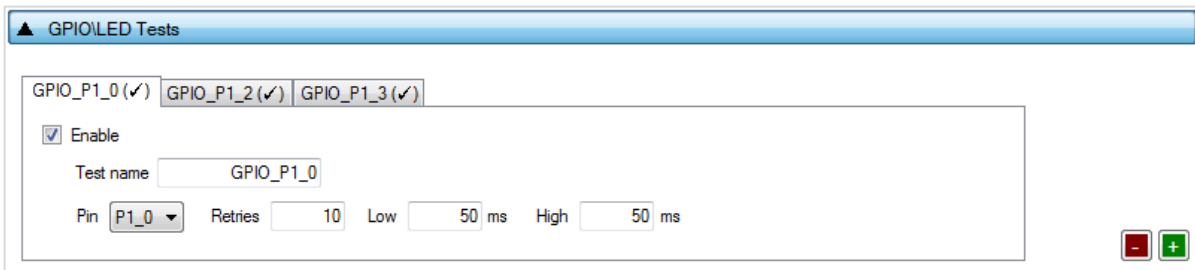 ▲ GPIO\LED Tests
GPIO_P1_0 (✓) GPIO_P1_2 (✓) GPIO_P1_3 (✓)
Enable
Test name GPIO_P1_0
Pin P1_0 Retries 10 Low 50 ms High 50 ms
- +